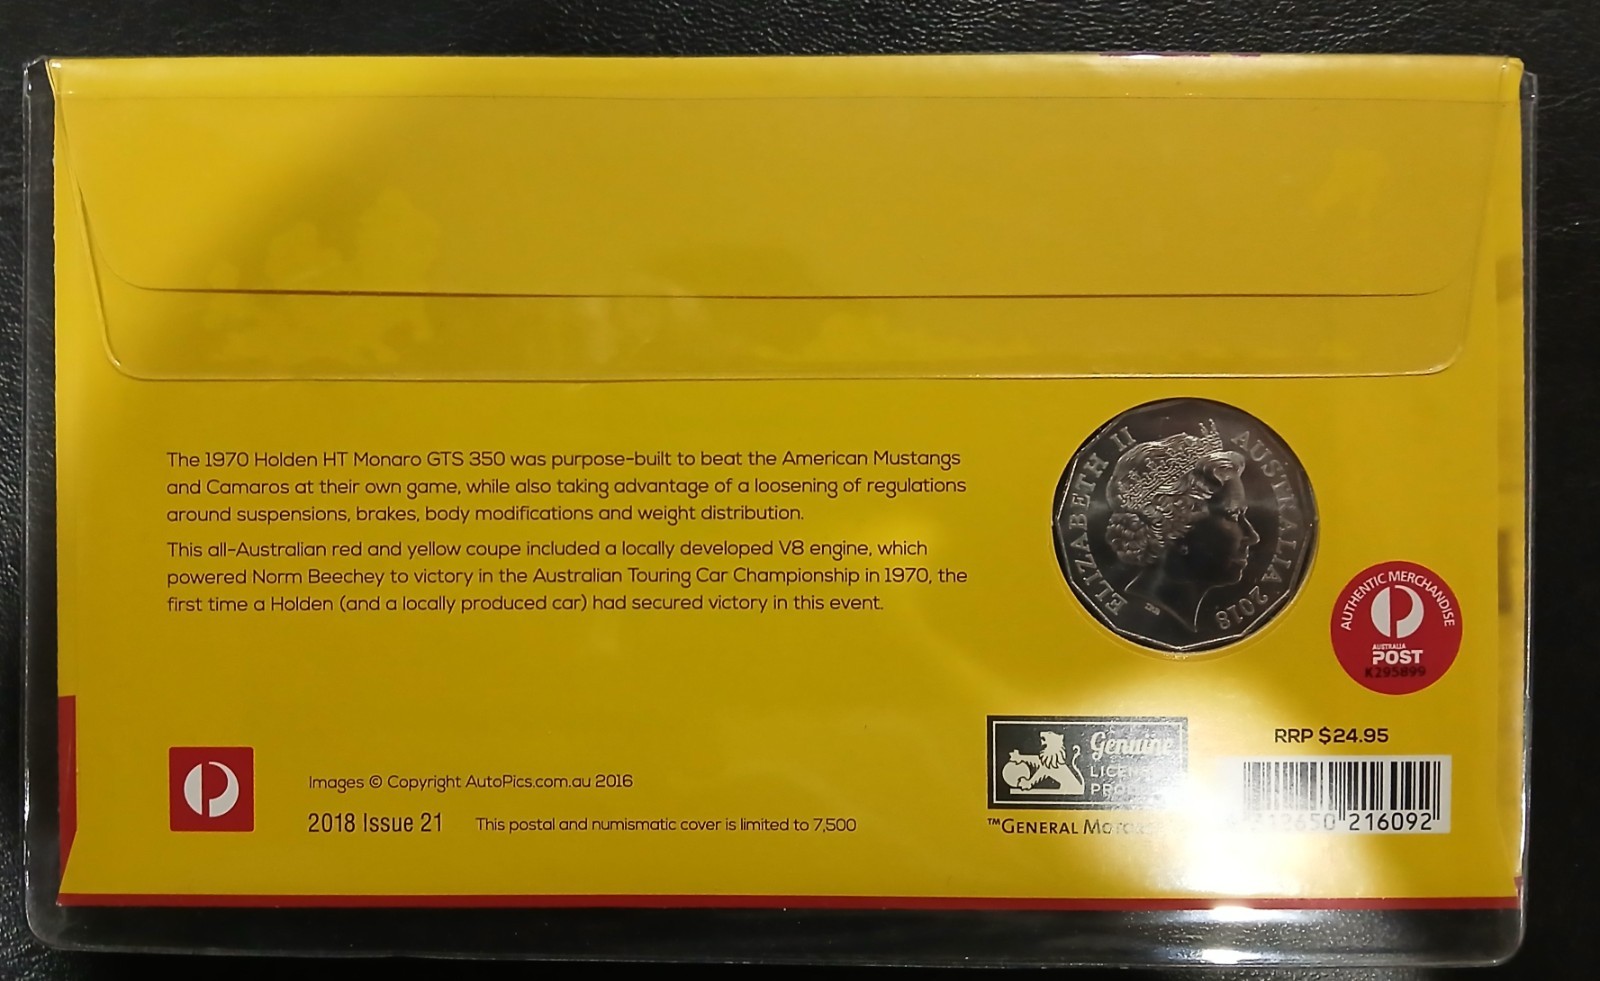 The 1970 Holden HT Monaro GTS 350 was purpose-built to beat the American Mustangs
and Camaros at their own game, while also taking advantage of a loosening of regulations
around suspensions, brakes, body modifications and weight distribution.
This all-Australian red and yellow coupe included a locally developed V8 engine, which
powered Norm Beechey to victory in the Australian Touring Car Championship in 1970, the
first time a Holden (and a locally produced car) had secured victory in this event.
ELIZABETH II AUSTRALIA 2018
IRB
AUTHENTIC MERCHANDISE
AUSTRALIA
POST
K295899
Images © Copyright AutoPics.com.au 2016
2018 Issue 21
This postal and numismatic cover is limited to 7,500
Genuine
™GENERAL
RRP $24.95
216092